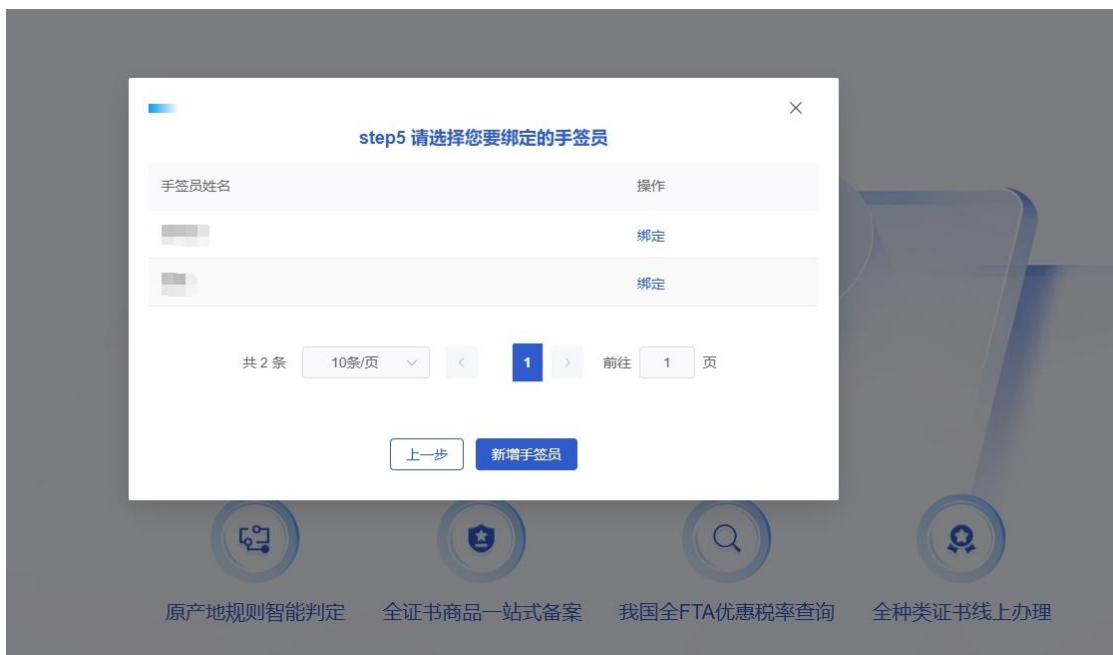 step5 请选择您要绑定的手签员
手签员姓名 操作
绑定
绑定
共 2 条 10条/页 1 前往 1 页
上一步 新增手签员
原产地规则智能判定 全证书商品一站式备案 我国全FTA优惠税率查询 全种类证书线上办理